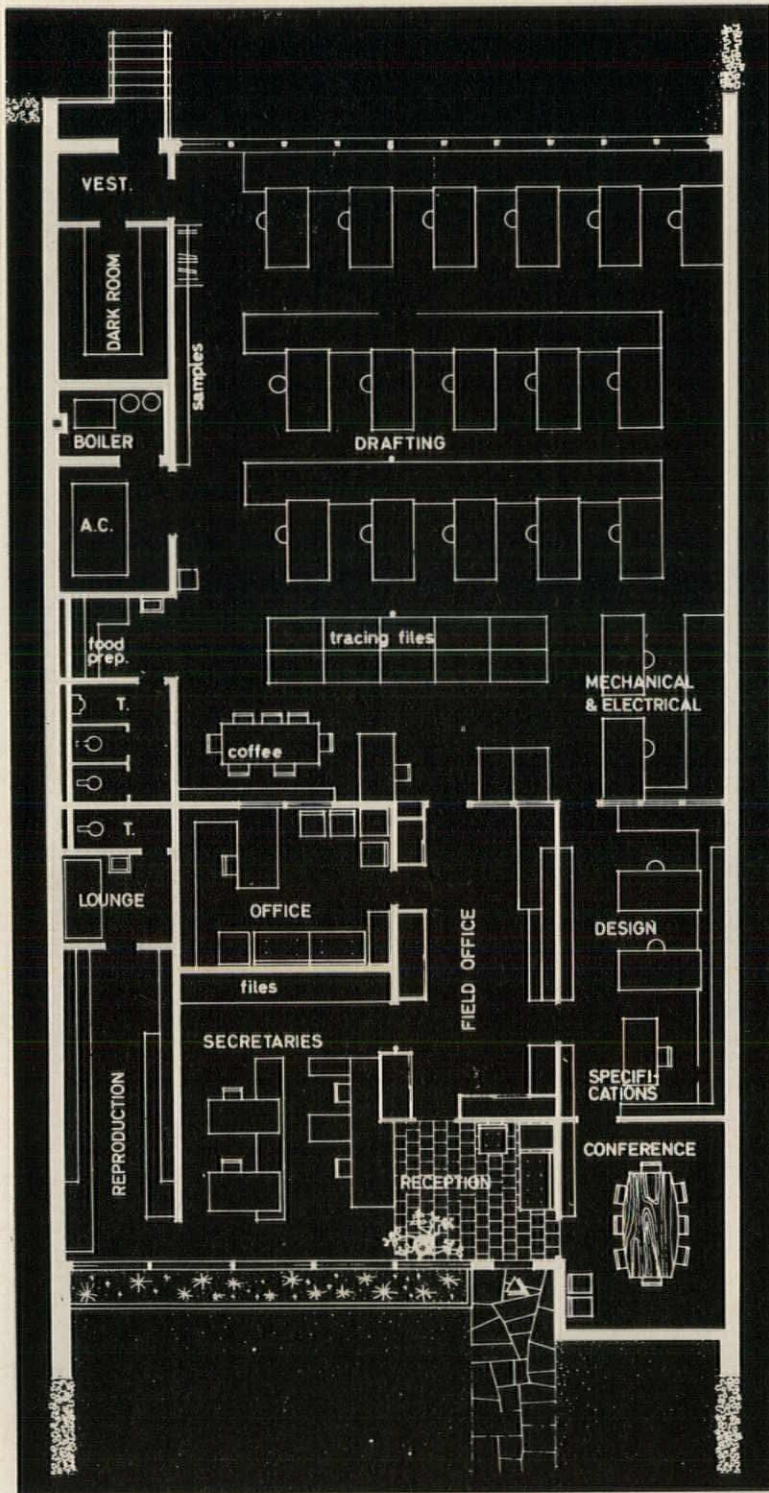 VEST.
DARK ROOM
samples
BOILER
DRAFTING
A.C.
food
prep.
tracing files
MECHANICAL
& ELECTRICAL
T.
coffee
T.
LOUNGE
OFFICE
FIELD OFFICE
DESIGN
files
SECRETARIES
SPECIFI-
CATIONS
REPRODUCTION
RECEPTION
CONFERENCE